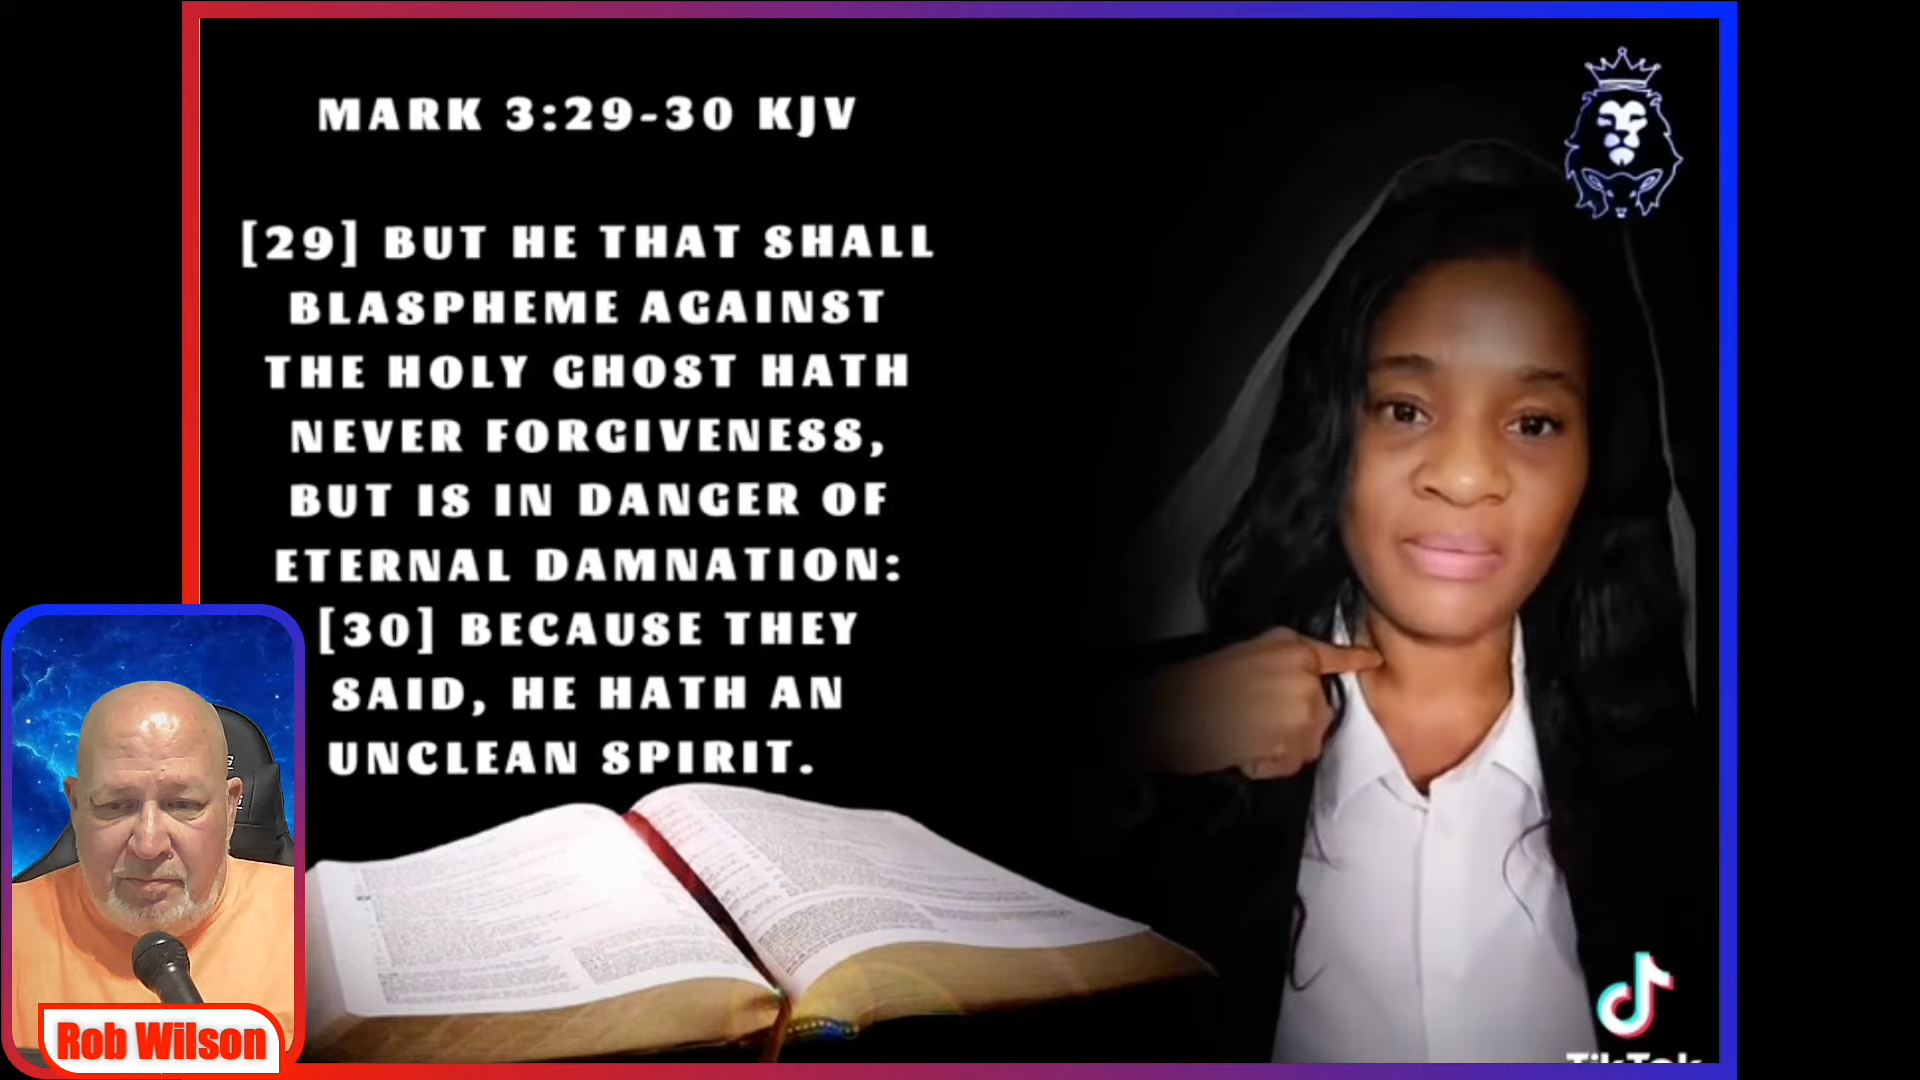 MARK 3:29-30 KJV
[29] BUT HE THAT SHALL
BLASPHEME AGAINST
THE HOLY GHOST HATH
NEVER FORGIVENESS,
BUT IS IN DANGER OF
ETERNAL DAMNATION:
[30] BECAUSE THEY
SAID, HE HATH AN
UNCLEAN SPIRIT.
Rob Wilson
TikTok